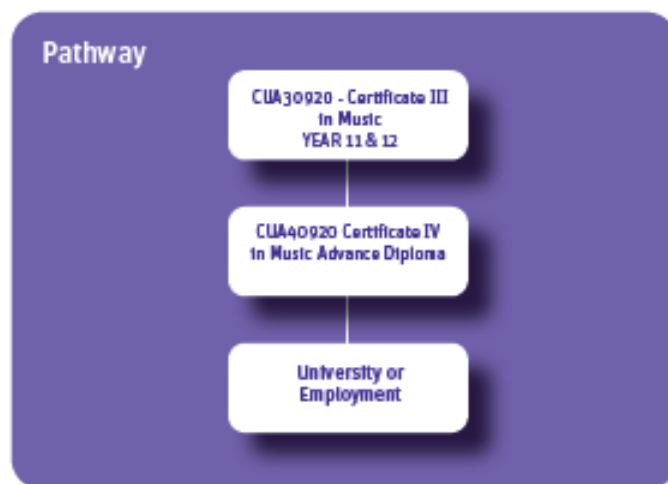 Pathway
CUA30920 - Certificate III
in Music
YEAR 11 & 12
CUA40920 Certificate IV
in Music Advance Diploma
University or
Employment